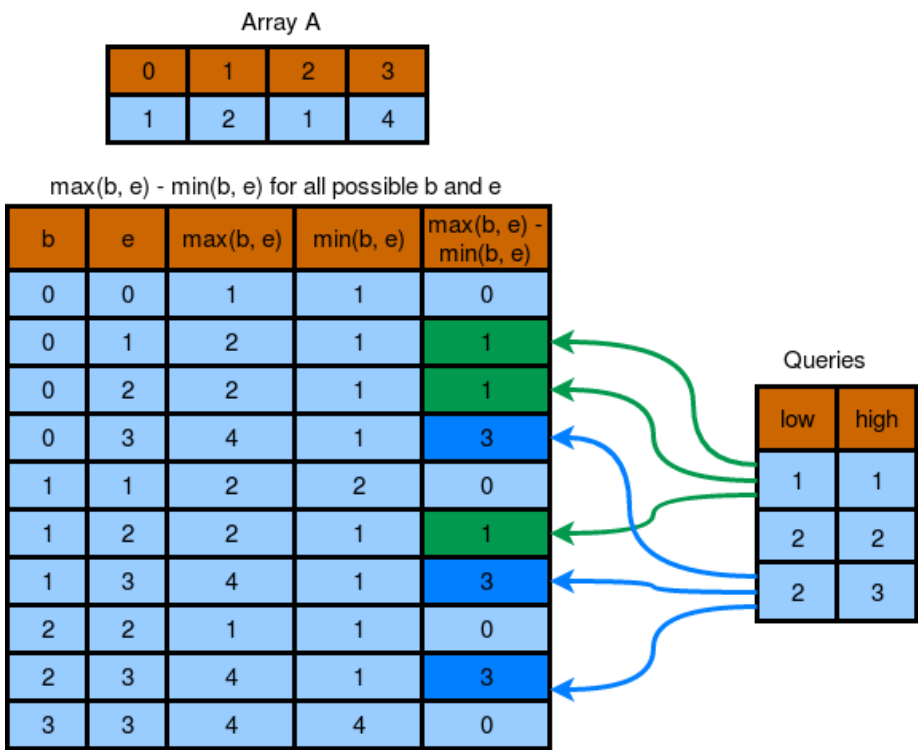 Array A
0 1 2 3
1 2 1 4
max(b, e) - min(b, e) for all possible b and e
b e max(b, e) min(b, e) max(b, e) -
min(b, e)
0 0 1 1 0
0 1 2 1 1
0 2 2 1 1
0 3 4 1 3
1 1 2 2 0
1 2 2 1 1
1 3 4 1 3
2 2 1 1 0
2 3 4 1 3
3 3 4 4 0
Queries
low high
1 1
2 2
2 3